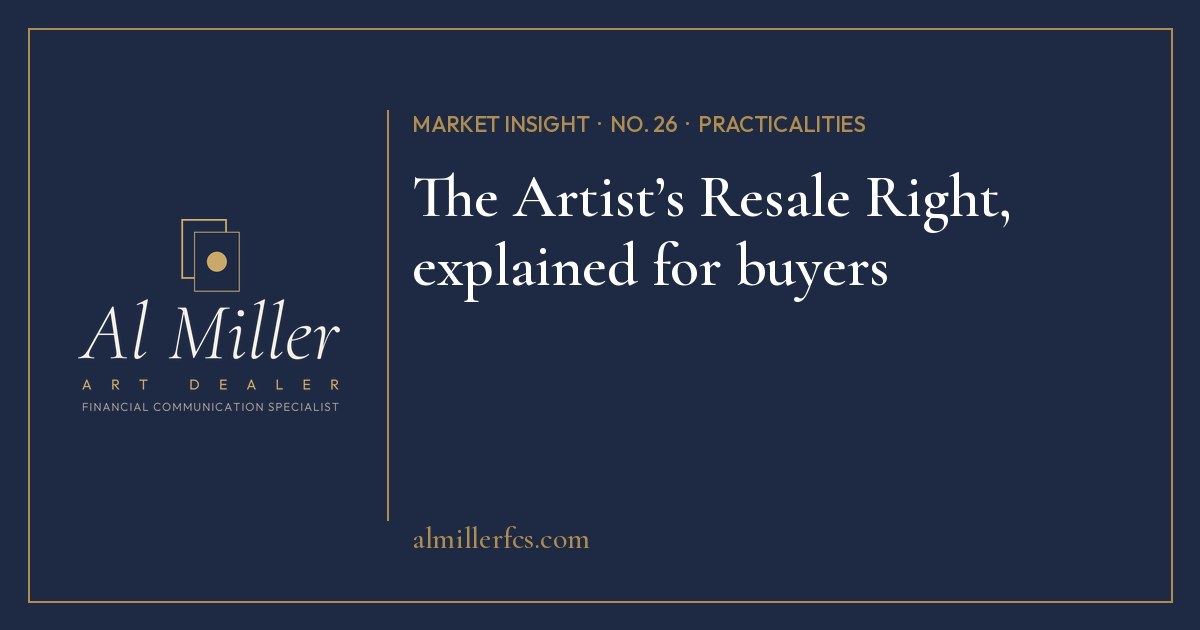 MARKET INSIGHT · NO. 26 · PRACTICALITIES
The Artist’s Resale Right,
explained for buyers
Al Miller
ART DEALER
FINANCIAL COMMUNICATION SPECIALIST
almillerfcs.com